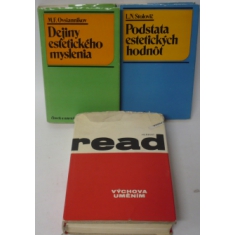 M.F. Ovsiannikov
Dejiny
estetického
myslenia
L.N. Stolovič
Podstata
estetických
hodnôt
read
VÝCHOVA
UMĚNÍM